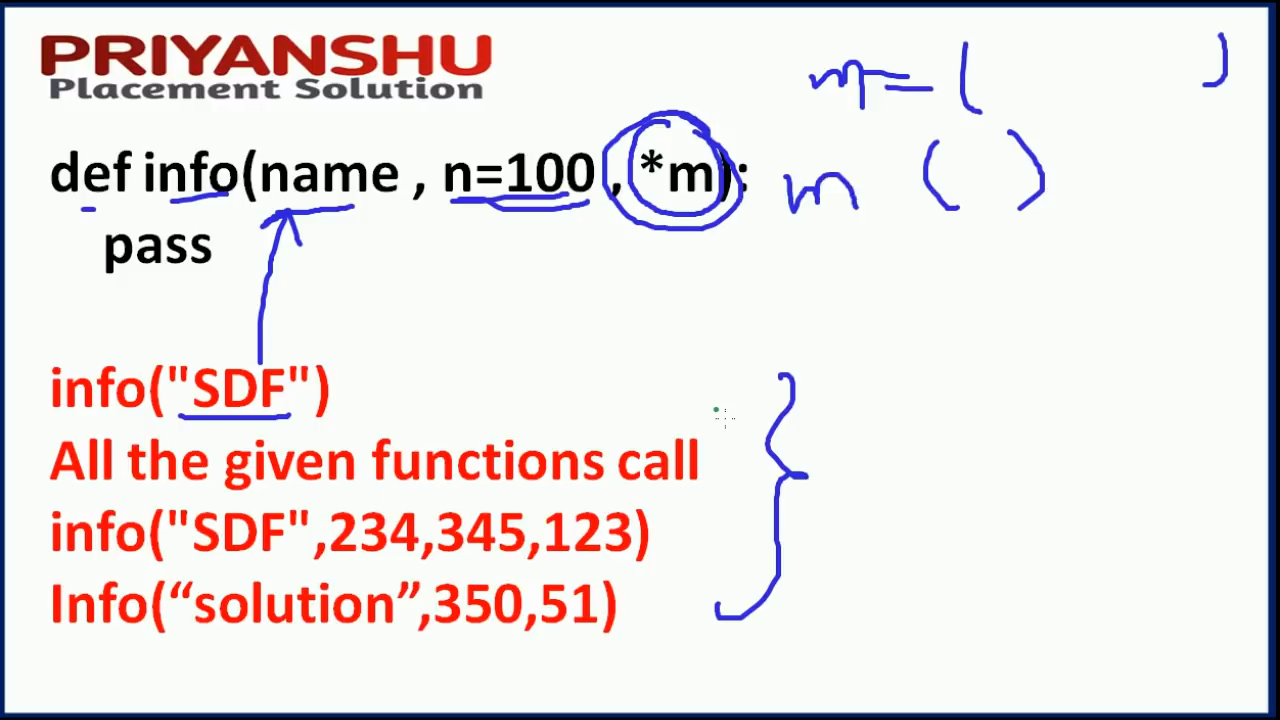 PRIYANSHU
Placement Solution
m = [ ]
def info(name , n=100 , *m):
m ( )
pass
info("SDF")
All the given functions call
info("SDF",234,345,123)
Info(“solution”,350,51)